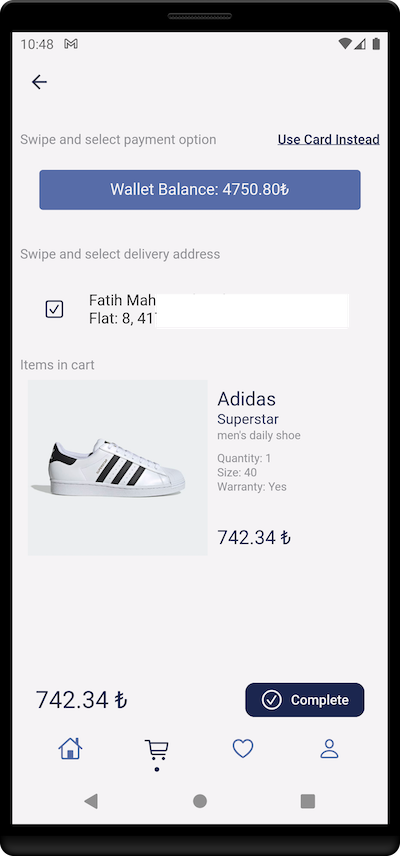 10:48
Swipe and select payment option
Use Card Instead
Wallet Balance: 4750.80₺
Swipe and select delivery address
Fatih Mah
Flat: 8, 41
Items in cart
Adidas
Superstar
men's daily shoe
Quantity: 1
Size: 40
Warranty: Yes
742.34 ₺
742.34 ₺
Complete